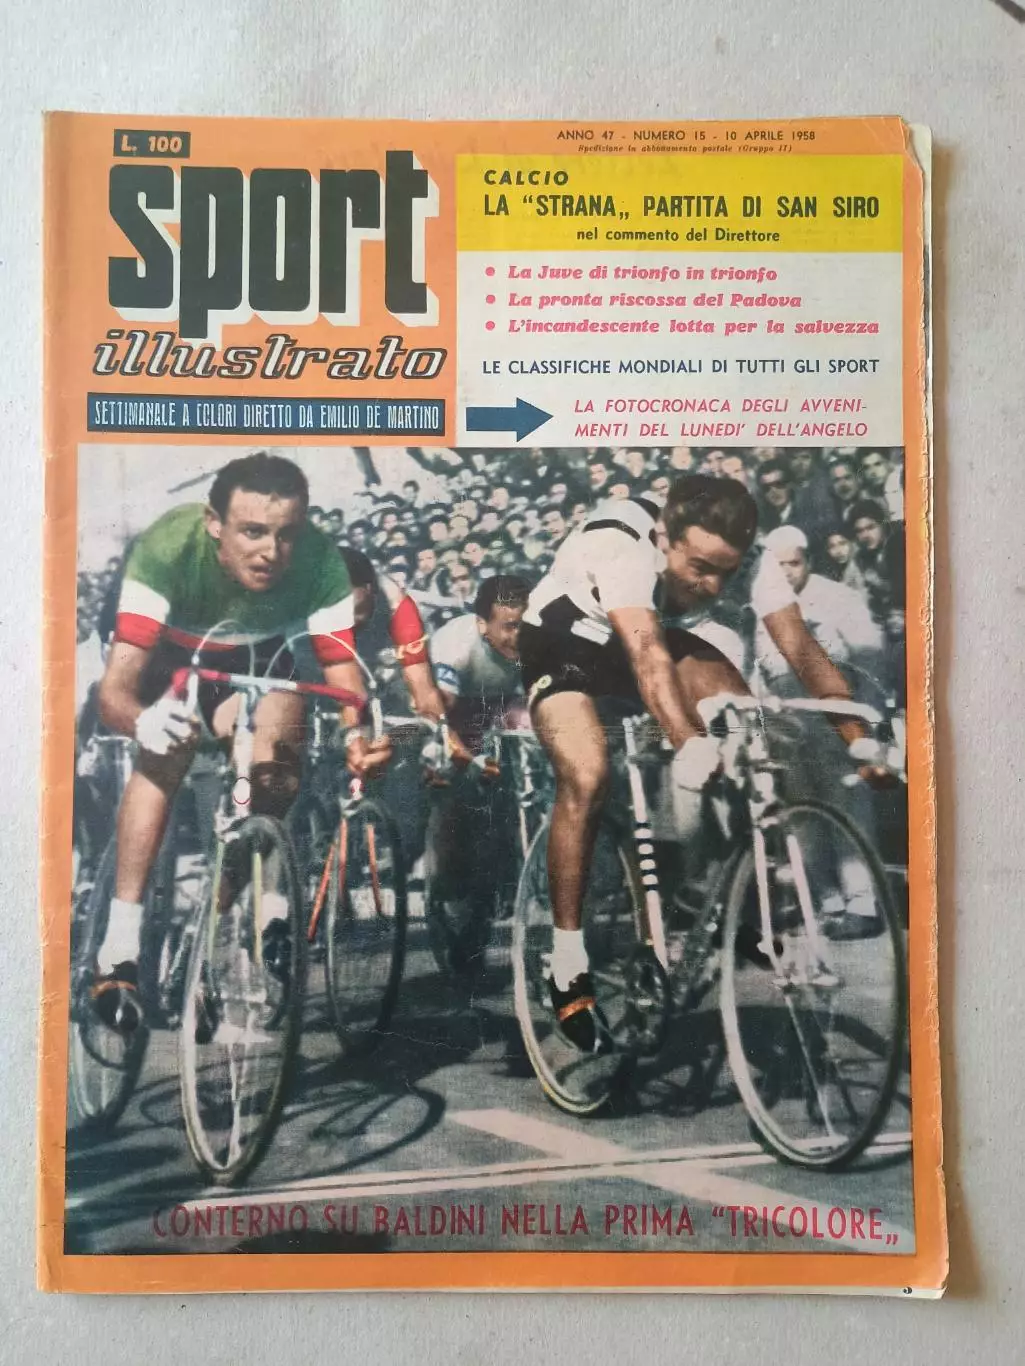 L. 100
sport
illustrato
SETTIMANALE A COLORI DIRETTO DA EMILIO DE MARTINO
ANNO 47 - NUMERO 15 - 10 APRILE 1958
Spedizione in abbonamento postale (Gruppo II)
CALCIO
LA "STRANA„ PARTITA DI SAN SIRO
nel commento del Direttore
• La Juve di trionfo in trionfo
• La pronta riscossa del Padova
• L'incandescente lotta per la salvezza
LE CLASSIFICHE MONDIALI DI TUTTI GLI SPORT
LA FOTOCRONACA DEGLI AVVENI-
MENTI DEL LUNEDI' DELL'ANGELO
CONTERNO SU BALDINI NELLA PRIMA "TRICOLORE„